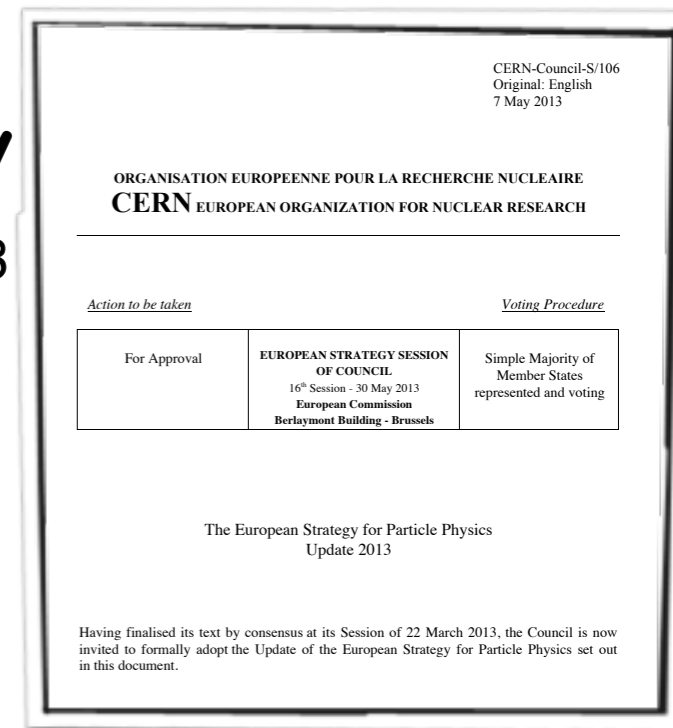 CERN-Council-S/106
Original: English
7 May 2013
ORGANISATION EUROPEENNE POUR LA RECHERCHE NUCLEAIRE
CERN EUROPEAN ORGANIZATION FOR NUCLEAR RESEARCH
Action to be taken
Voting Procedure
For Approval
EUROPEAN STRATEGY SESSION
OF COUNCIL
16th Session - 30 May 2013
European Commission
Berlaymont Building - Brussels
Simple Majority of
Member States
represented and voting
The European Strategy for Particle Physics
Update 2013
Having finalised its text by consensus at its Session of 22 March 2013, the Council is now
invited to formally adopt the Update of the European Strategy for Particle Physics set out
in this document.